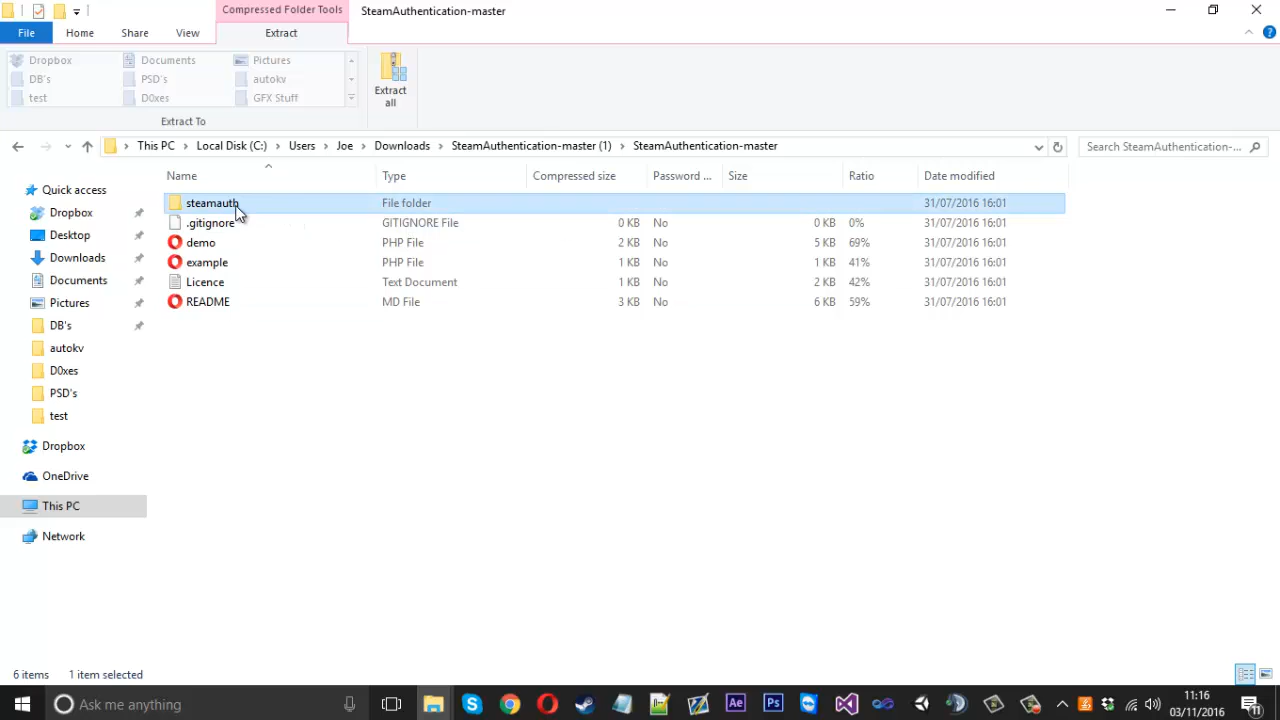 Compressed Folder Tools SteamAuthentication-master
File Home Share View Extract
Dropbox Documents Pictures
DB's PSD's autokv
test D0xes GFX Stuff
Extract all
Extract To
This PC Local Disk (C:) Users Joe Downloads SteamAuthentication-master (1) SteamAuthentication-master Search SteamAuthentication-...
Name Type Compressed size Password ... Size Ratio Date modified
steamauth File folder 31/07/2016 16:01
.gitignore GITIGNORE File 0 KB No 0 KB 0% 31/07/2016 16:01
demo PHP File 2 KB No 5 KB 69% 31/07/2016 16:01
example PHP File 1 KB No 1 KB 41% 31/07/2016 16:01
Licence Text Document 1 KB No 2 KB 42% 31/07/2016 16:01
README MD File 3 KB No 6 KB 59% 31/07/2016 16:01
Quick access
Dropbox
Desktop
Downloads
Documents
Pictures
DB's
autokv
D0xes
PSD's
test
Dropbox
OneDrive
This PC
Network
6 items 1 item selected
Ask me anything
Ae Ps
11:16
03/11/2016
11